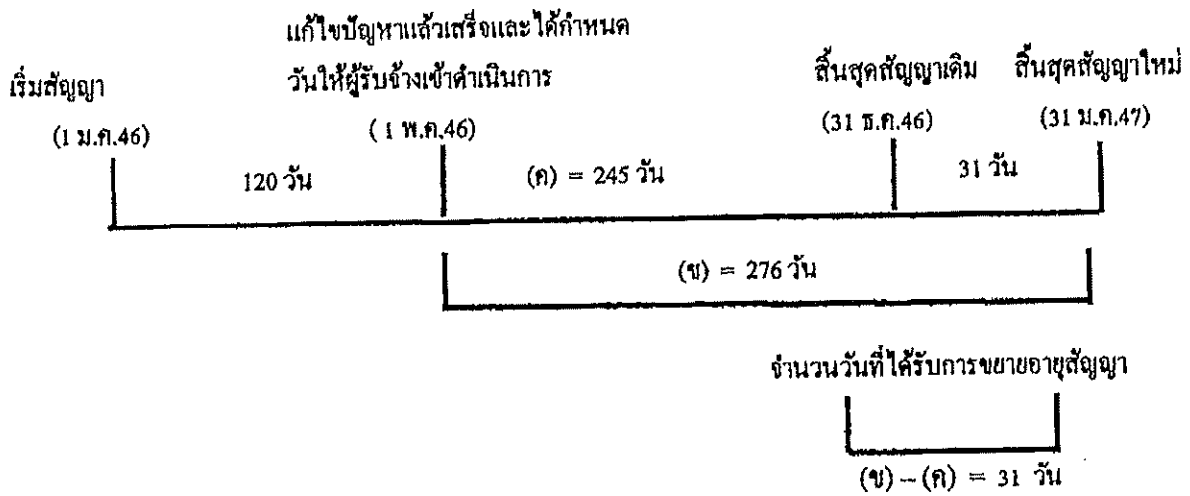 แก้ไขปัญหาแล้วเสร็จและได้กำหนด
วันให้ผู้รับจ้างเข้าดำเนินการ
เริ่มสัญญา
สิ้นสุดสัญญาเดิม
สิ้นสุดสัญญาใหม่
(1 ม.ค.46)
( 1 พ.ค.46)
(31 ธ.ค.46)
(31 ม.ค.47)
120 วัน
(ค) = 245 วัน
31 วัน
(ข) = 276 วัน
จำนวนวันที่ได้รับการขยายอายุสัญญา
(ข) – (ค) = 31 วัน